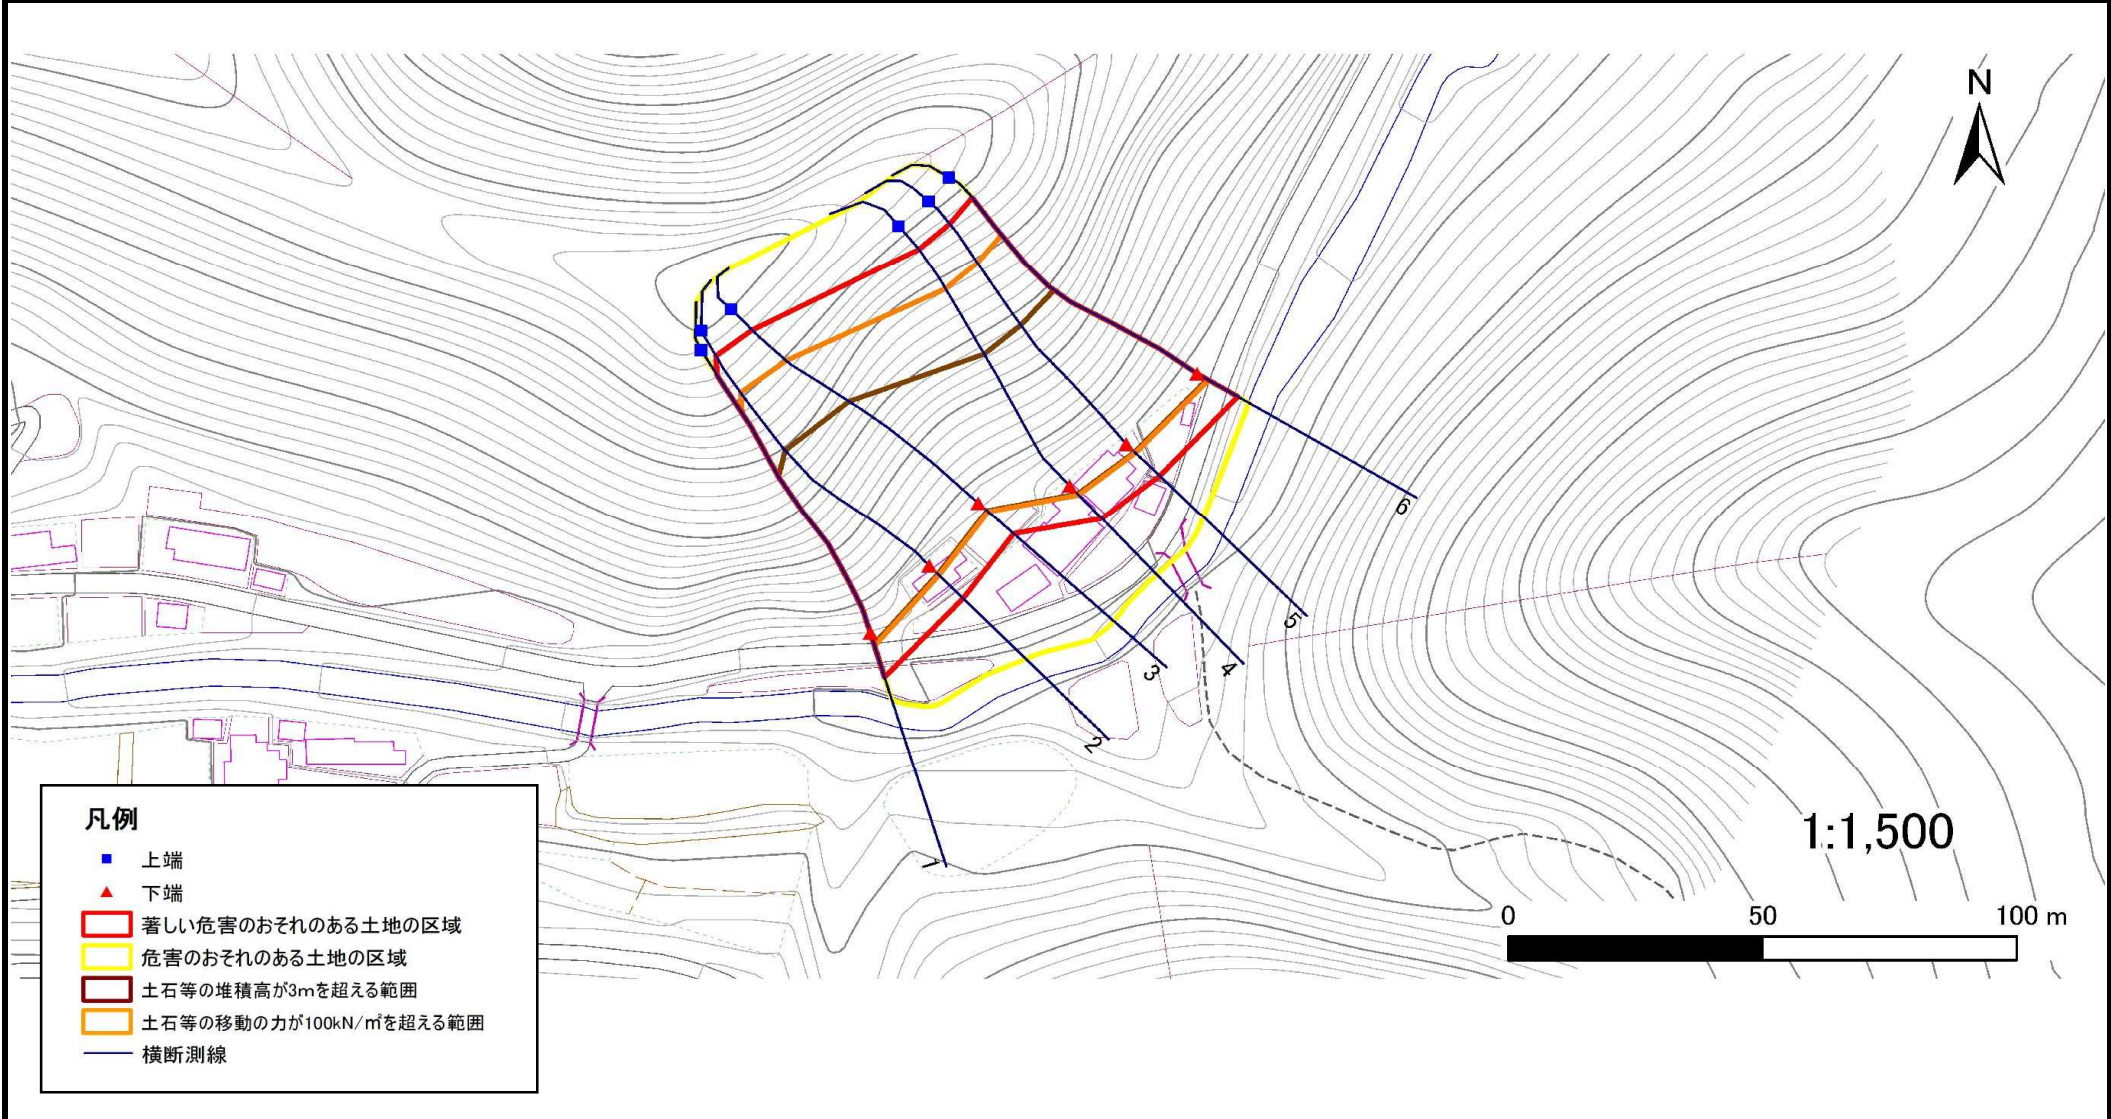 N
6
5
4
3
2
1
1:1,500
0 50 100 m
凡例
上端
下端
著しい危害のおそれのある土地の区域
危害のおそれのある土地の区域
土石等の堆積高が3mを超える範囲
土石等の移動の力が100kN/㎡を超える範囲
横断測線